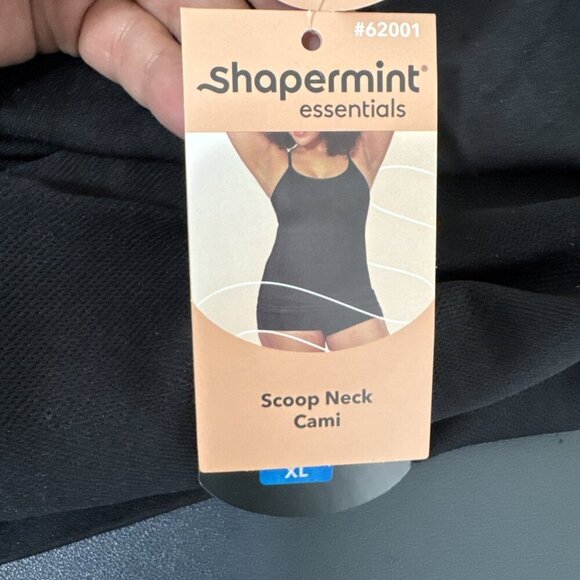 #62001
Shapermint®
essentials
Scoop Neck
Cami
XL